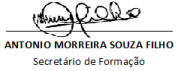 ANTONIO MORREIRA SOUZA FILHO
Secretário de Formação